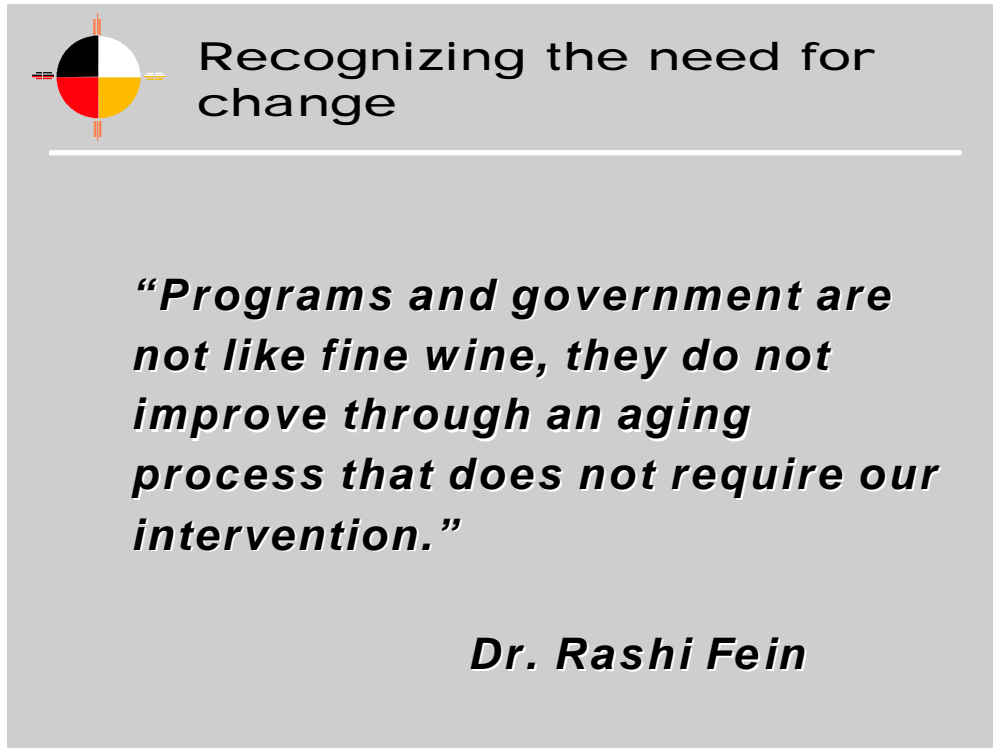 Recognizing the need for
change
“Programs and government are
not like fine wine, they do not
improve through an aging
process that does not require our
intervention.”
Dr. Rashi Fein